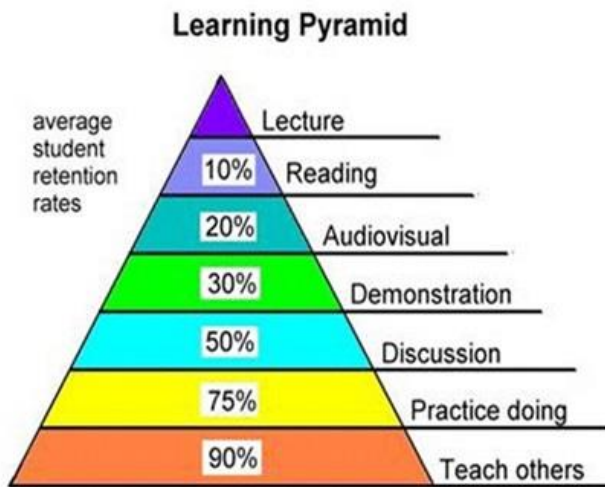 Learning Pyramid
average
student
retention
rates
Lecture
10% Reading
20% Audiovisual
30% Demonstration
50% Discussion
75% Practice doing
90% Teach others